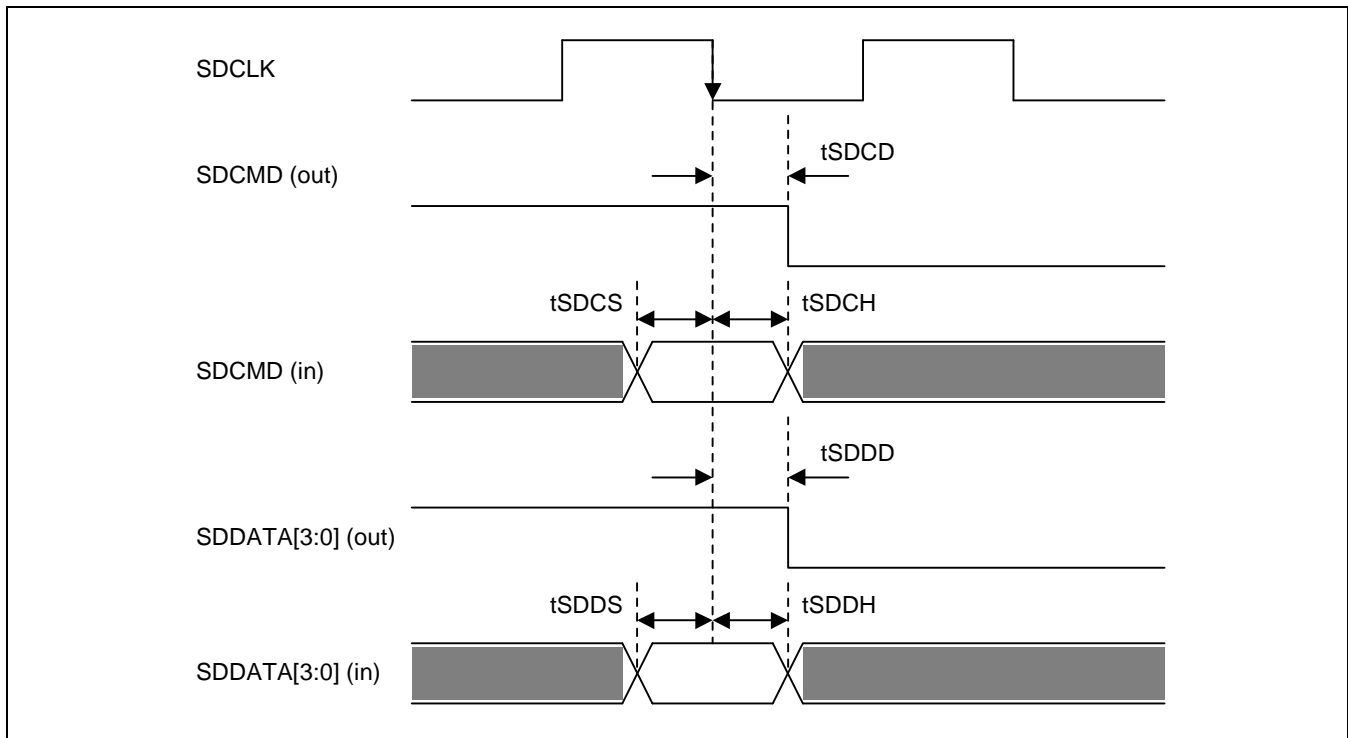 SDCLK
tSDCD
SDCMD (out)
tSDCS
tSDCH
SDCMD (in)
tSDDD
SDDATA[3:0] (out)
tSDDS
tSDDH
SDDATA[3:0] (in)